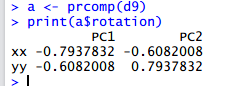 > a <- prcomp(d9)
> print(a$rotation)
PC1 PC2
xx -0.7937832 -0.6082008
yy -0.6082008 0.7937832
>